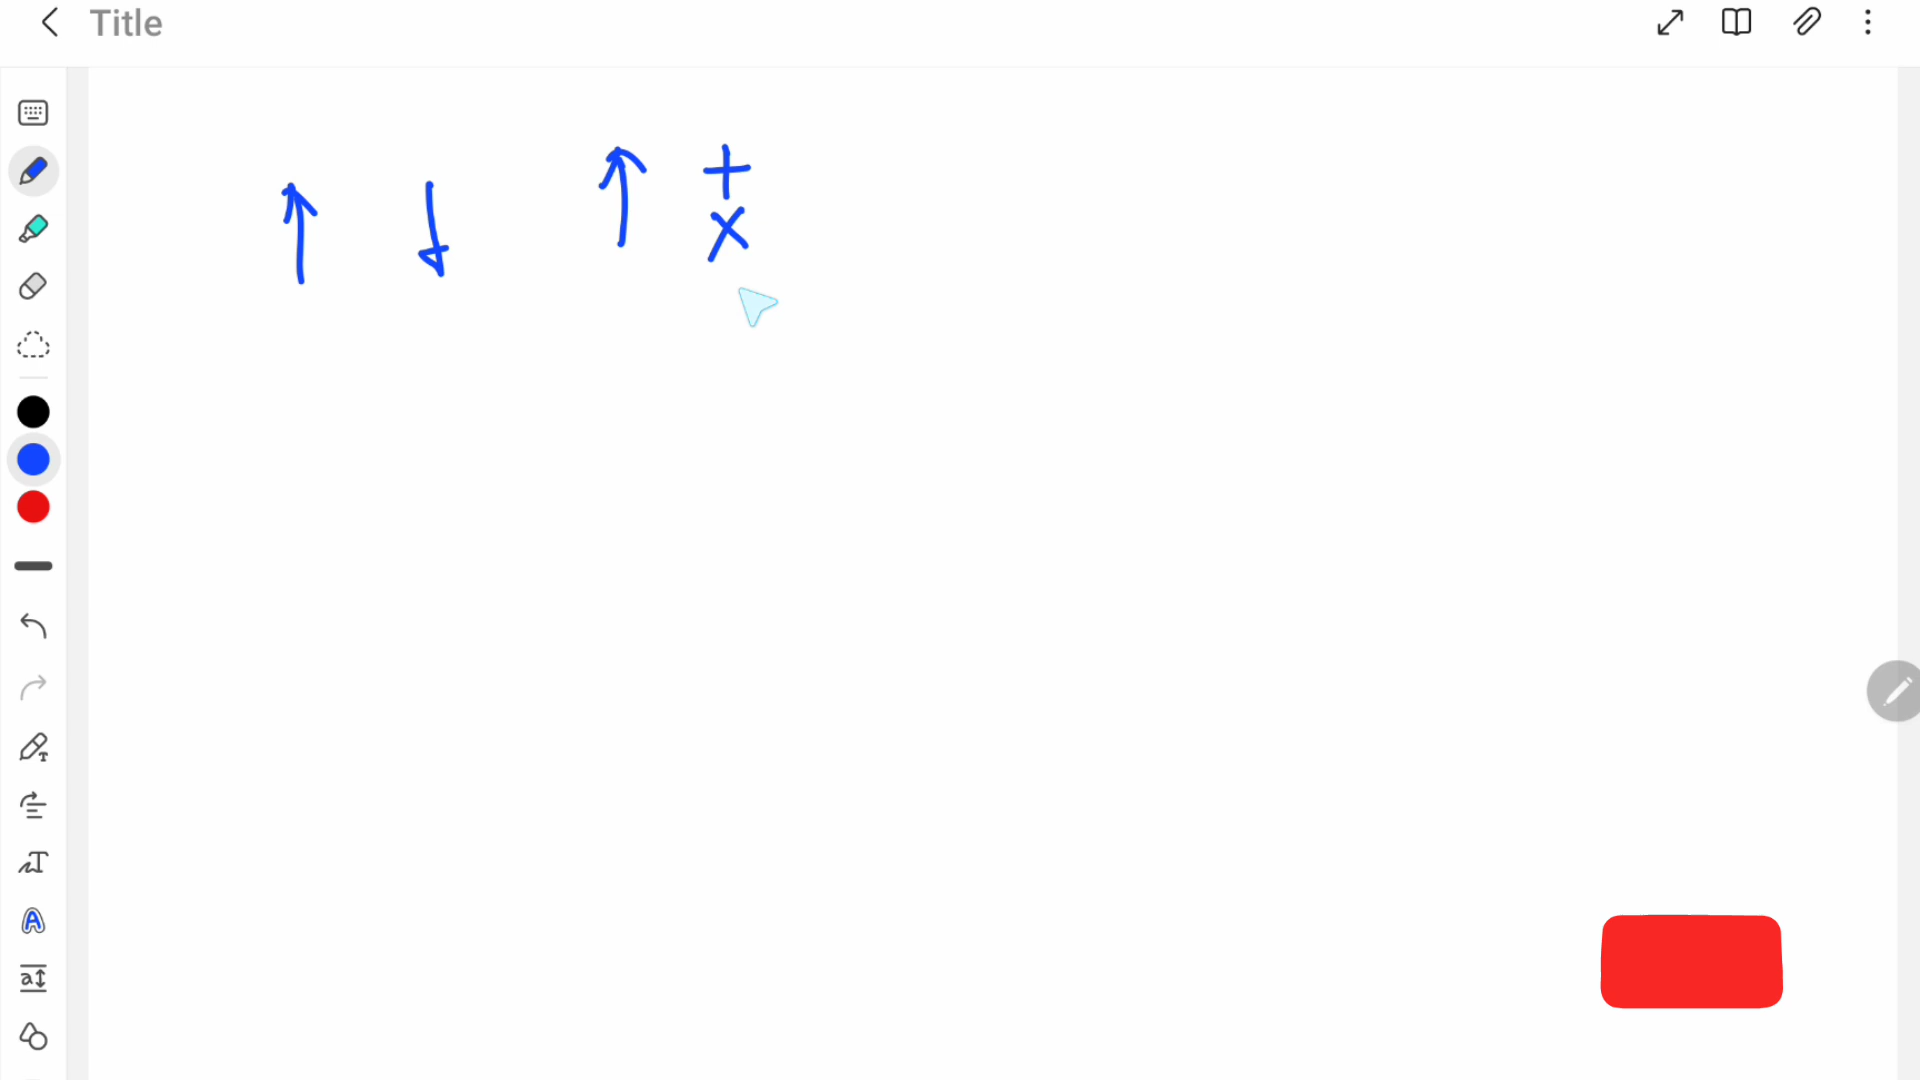 Title
↑ ↓ ↑ +
x